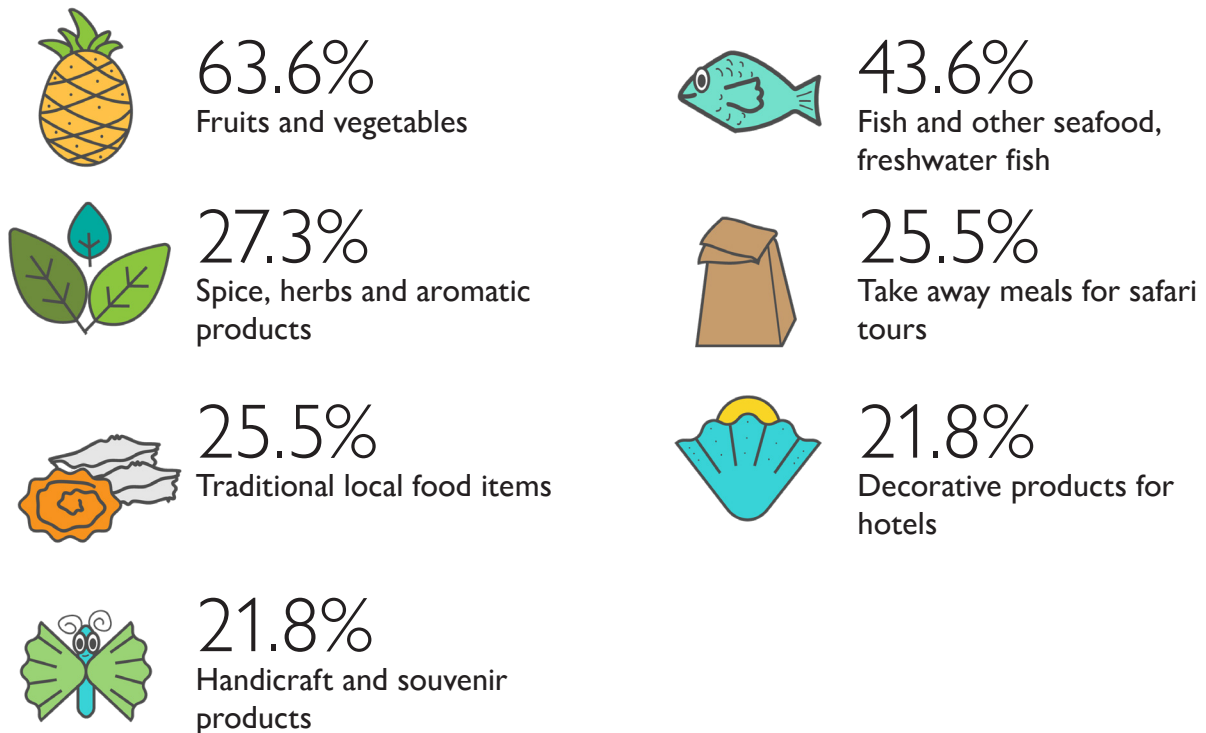 63.6%
Fruits and vegetables
43.6%
Fish and other seafood,
freshwater fish
27.3%
Spice, herbs and aromatic
products
25.5%
Take away meals for safari
tours
25.5%
Traditional local food items
21.8%
Decorative products for
hotels
21.8%
Handicraft and souvenir
products